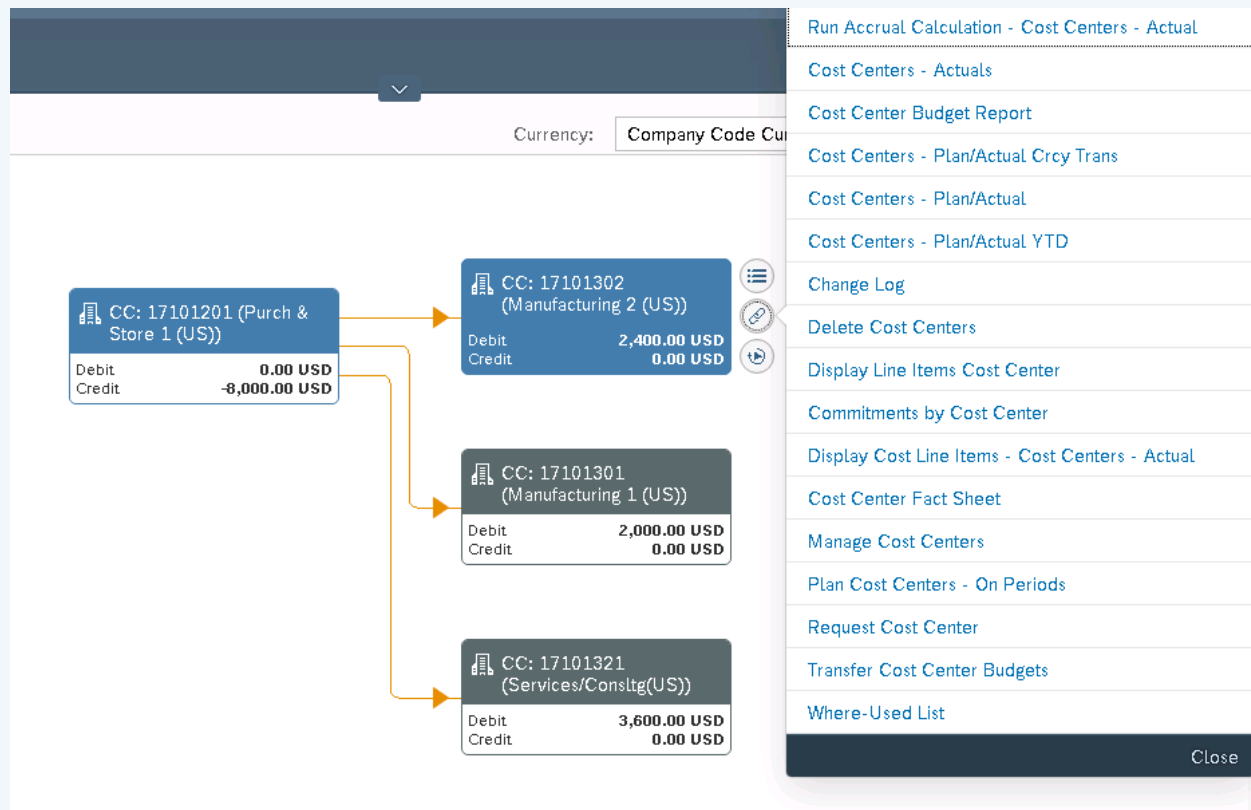 Currency:
Company Code Cu
CC: 17101201 (Purch &
Store 1 (US))
Debit 0.00 USD
Credit -8,000.00 USD
CC: 17101302
(Manufacturing 2 (US))
Debit 2,400.00 USD
Credit 0.00 USD
CC: 17101301
(Manufacturing 1 (US))
Debit 2,000.00 USD
Credit 0.00 USD
CC: 17101321
(Services/Consltg(US))
Debit 3,600.00 USD
Credit 0.00 USD
Run Accrual Calculation - Cost Centers - Actual
Cost Centers - Actuals
Cost Center Budget Report
Cost Centers - Plan/Actual Crcy Trans
Cost Centers - Plan/Actual
Cost Centers - Plan/Actual YTD
Change Log
Delete Cost Centers
Display Line Items Cost Center
Commitments by Cost Center
Display Cost Line Items - Cost Centers - Actual
Cost Center Fact Sheet
Manage Cost Centers
Plan Cost Centers - On Periods
Request Cost Center
Transfer Cost Center Budgets
Where-Used List
Close